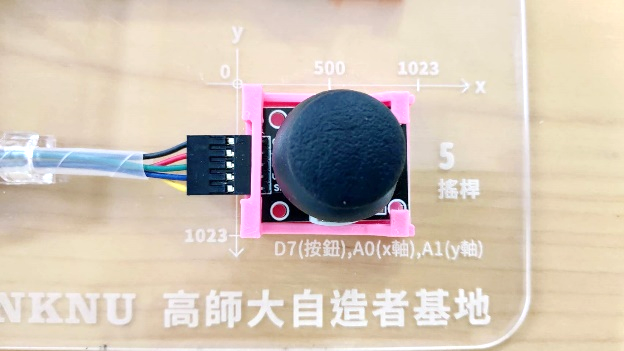 y
0 500 1023 x
5
搖桿
1023
D7(按鈕),A0(x軸),A1(y軸)
NKNU 高師大自造者基地